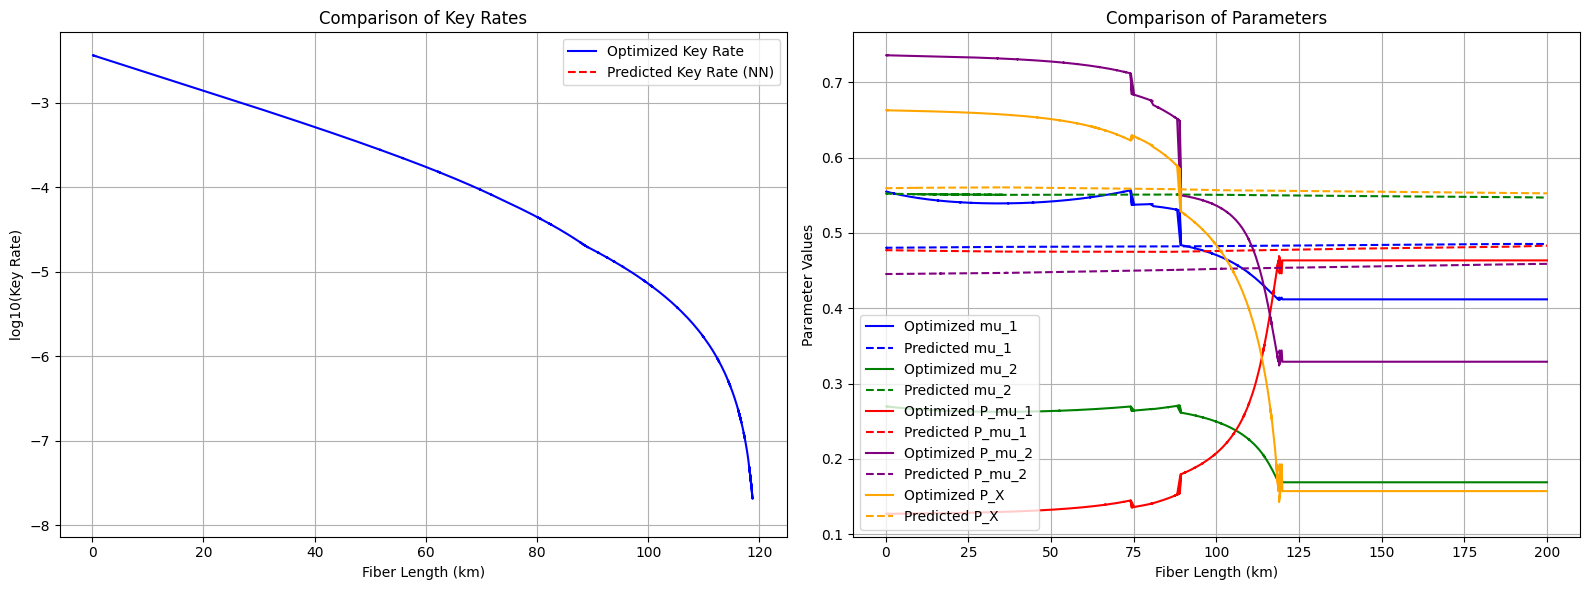 Comparison of Key Rates
Optimized Key Rate
Predicted Key Rate (NN)
log10(Key Rate)
−3
−4
−5
−6
−7
−8
0 20 40 60 80 100 120
Fiber Length (km)
Comparison of Parameters
Parameter Values
0.7
0.6
0.5
0.4
0.3
0.2
0.1
Optimized mu_1
Predicted mu_1
Optimized mu_2
Predicted mu_2
Optimized P_mu_1
Predicted P_mu_1
Optimized P_mu_2
Predicted P_mu_2
Optimized P_X
Predicted P_X
0 25 50 75 100 125 150 175 200
Fiber Length (km)